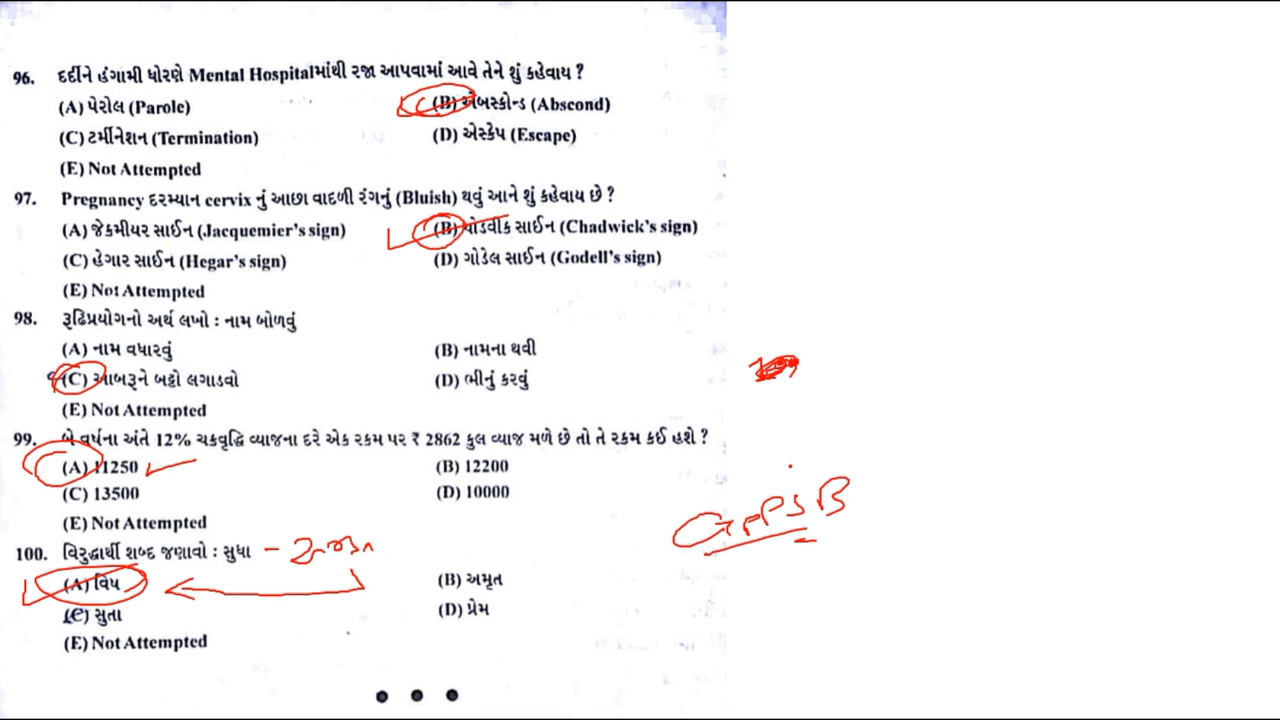 96. દર્દીને હંગામી ધોરણે Mental Hospitalમાંથી રજા આપવામાં આવે તેને શું કહેવાય ?
(A) પેરોલ (Parole) (B) એબસ્કોન્ડ (Abscond)
(C) ટર્મીનેશન (Termination) (D) એસ્કેપ (Escape)
(E) Not Attempted
97. Pregnancy દરમ્યાન cervix નું આછા વાદળી રંગનું (Bluish) થવું આને શું કહેવાય છે ?
(A) જેકમીયર સાઈન (Jacquemier's sign) (B) ચોડવીક સાઈન (Chadwick's sign)
(C) હેગાર સાઈન (Hegar's sign) (D) ગોડેલ સાઈન (Godell's sign)
(E) Not Attempted
98. રૂઢિપ્રયોગનો અર્થ લખો : નામ બોળવું
(A) નામ વધારવું (B) નામના થવી
(C) આબરૂને બટ્ટો લગાડવો (D) ભીનું કરવું
(E) Not Attempted
99. બે વર્ષના અંતે 12% ચક્રવૃદ્ધિ વ્યાજના દરે એક રકમ પર ₹ 2862 કુલ વ્યાજ મળે છે તો તે રકમ કઈ હશે ?
(A) 11250 (B) 12200
(C) 13500 (D) 10000
(E) Not Attempted
GPPSB
100. વિરુદ્ધાર્થી શબ્દ જણાવો : સુધા -
(A) વિષ (B) અમૃત
(C) સુતા (D) પ્રેમ
(E) Not Attempted